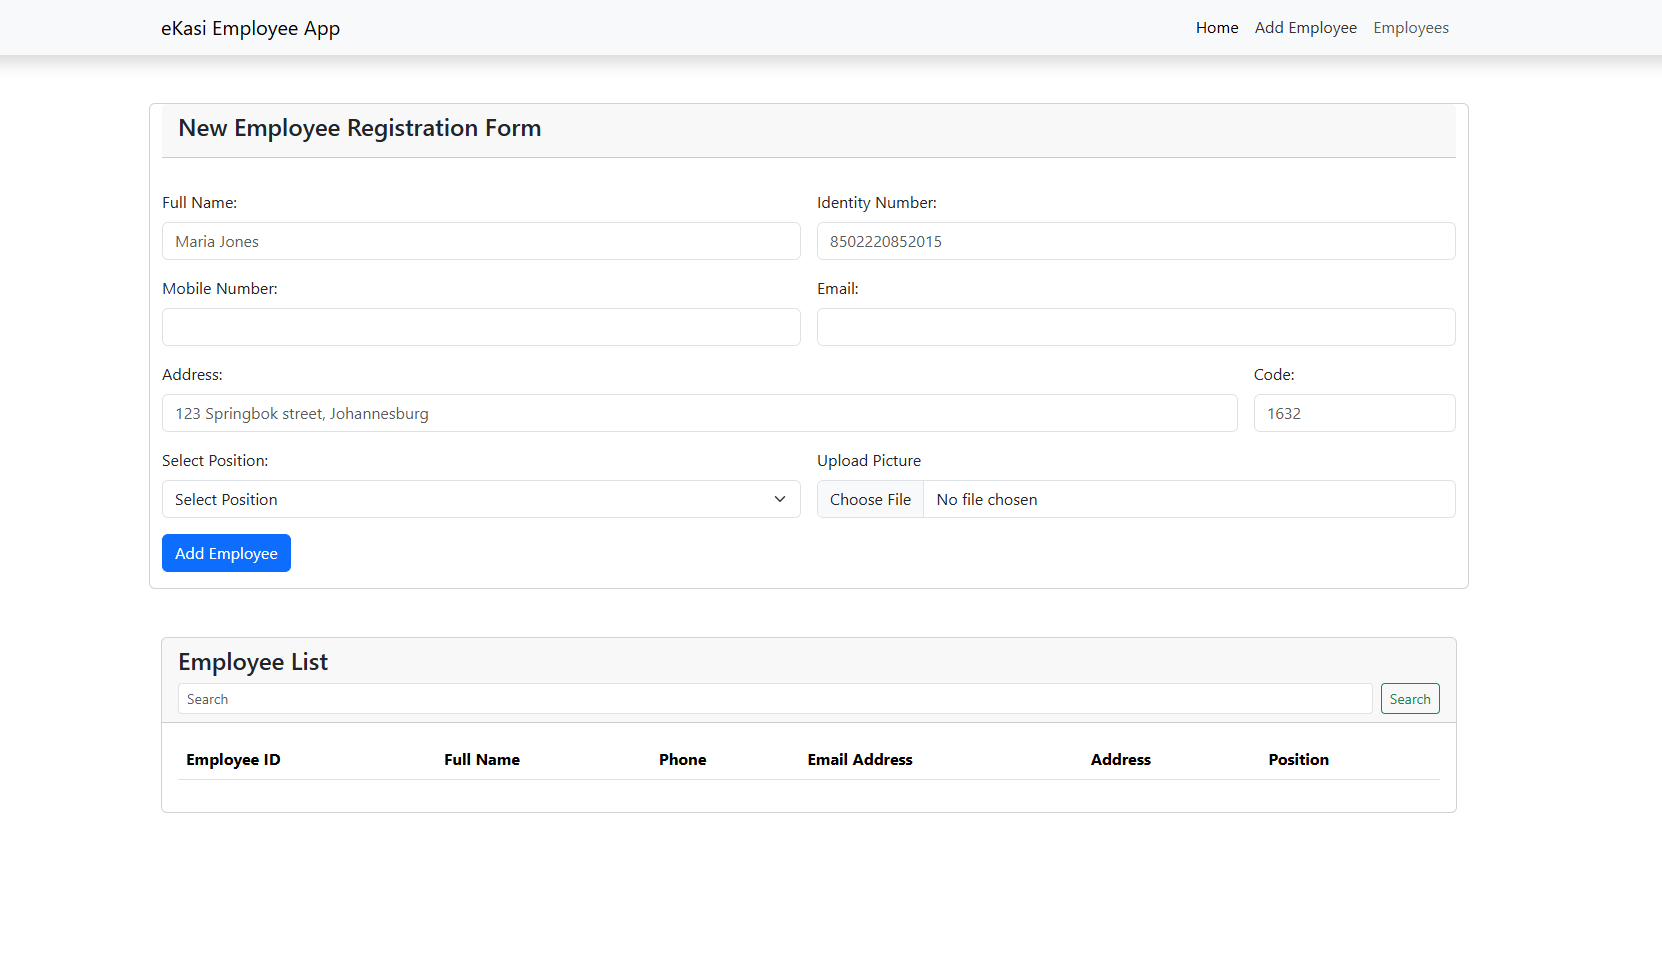 eKasi Employee App Home Add Employee Employees
New Employee Registration Form
Full Name: Identity Number:
Maria Jones 8502220852015
Mobile Number: Email:
Address: Code:
123 Springbok street, Johannesburg 1632
Select Position: Upload Picture
Select Position Choose File No file chosen
Add Employee
Employee List
Search Search
Employee ID Full Name Phone Email Address Address Position